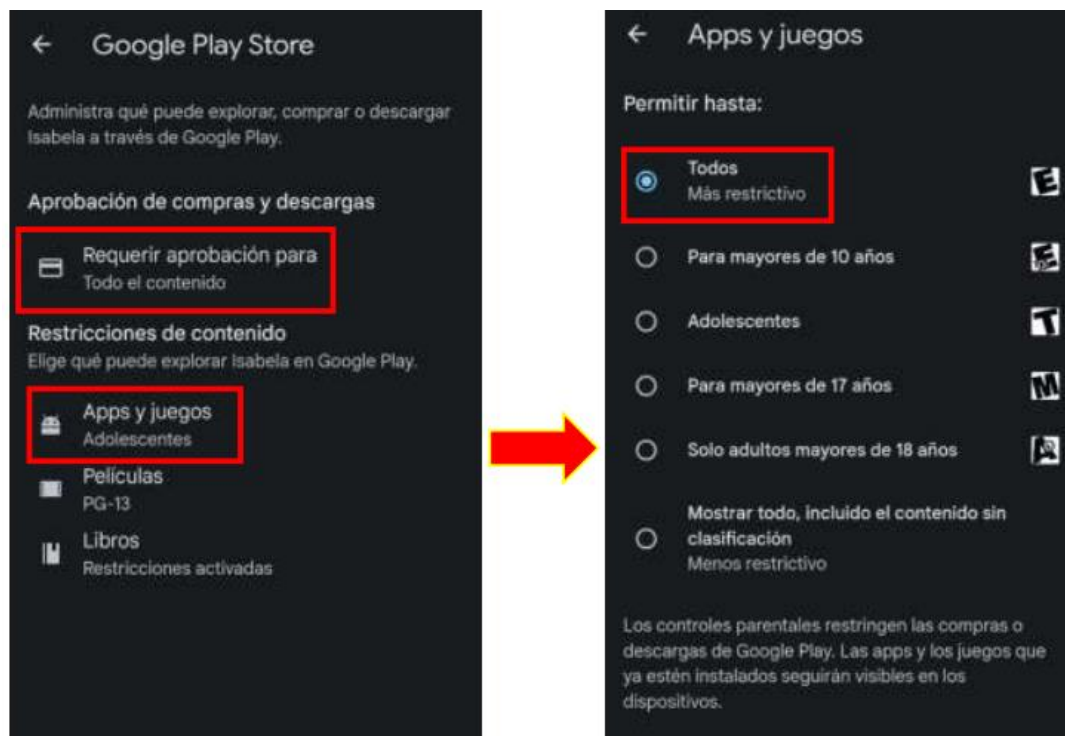 Google Play Store
Administra qué puede explorar, comprar o descargar
Isabela a través de Google Play.
Aprobación de compras y descargas
Requerir aprobación para
Todo el contenido
Restricciones de contenido
Elige qué puede explorar Isabela en Google Play.
Apps y juegos
Adolescentes
Películas
PG-13
Libros
Restricciones activadas
Apps y juegos
Permitir hasta:
Todos
Más restrictivo
E
Para mayores de 10 años
E
Adolescentes
T
Para mayores de 17 años
M
Solo adultos mayores de 18 años
Mostrar todo, incluido el contenido sin
clasificación
Menos restrictivo
Los controles parentales restringen las compras o
descargas de Google Play. Las apps y los juegos que
ya estén instalados seguirán visibles en los
dispositivos.